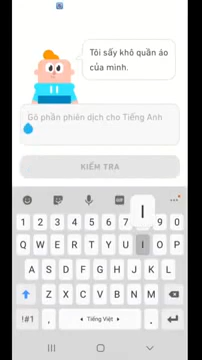 Tôi sấy khô quần áo
của mình.
Gõ phần phiên dịch cho Tiếng Anh
KIỂM TRA
GIF
I
1 2 3 4 5 6 7 9 0
Q W E R T Y U I O P
A S D F G H J K L
Z X C V B N M
!#1 , Tiếng Việt .